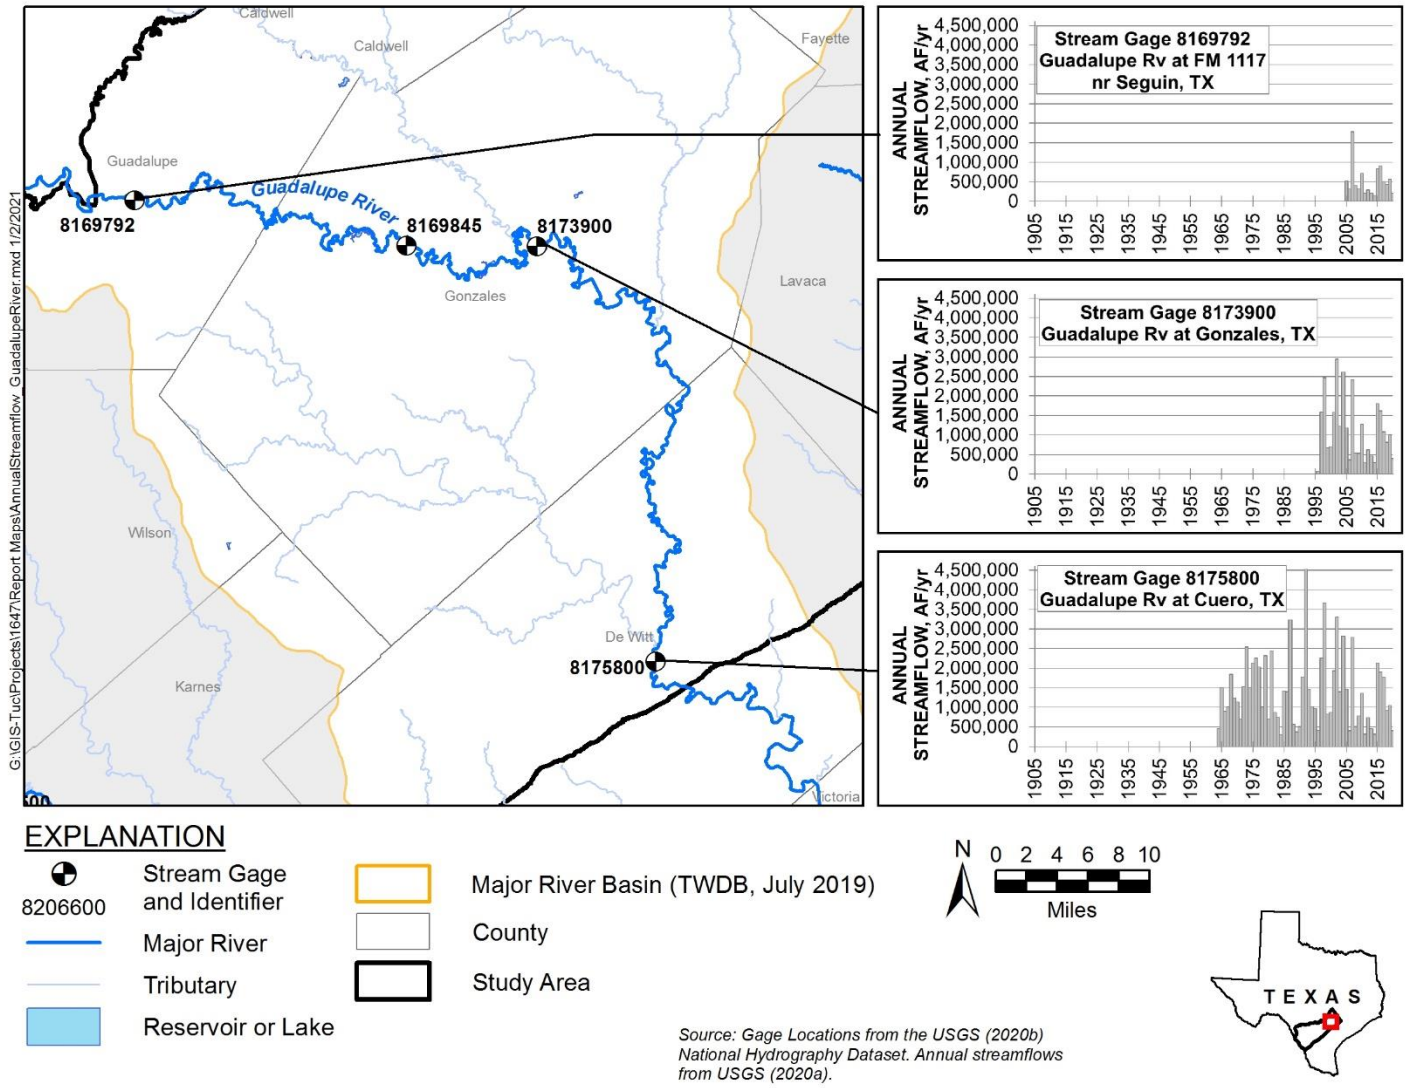 G:\GIS-Tuc\Projects\1647\Report Maps\AnnualStreamflow_GuadalupeRiver.mxd 1/2/2021
Caldwell
Caldwell
Fayette
Guadalupe
Guadalupe River
8169792
8169845
8173900
Gonzales
Lavaca
Wilson
De Witt
8175800
Karnes
Victoria
00
ANNUAL
STREAMFLOW, AF/yr
4,500,000
4,000,000
3,500,000
3,000,000
2,500,000
2,000,000
1,500,000
1,000,000
500,000
0
Stream Gage 8169792
Guadalupe Rv at FM 1117
nr Seguin, TX
1905 1915 1925 1935 1945 1955 1965 1975 1985 1995 2005 2015
ANNUAL
STREAMFLOW, AF/yr
4,500,000
4,000,000
3,500,000
3,000,000
2,500,000
2,000,000
1,500,000
1,000,000
500,000
0
Stream Gage 8173900
Guadalupe Rv at Gonzales, TX
1905 1915 1925 1935 1945 1955 1965 1975 1985 1995 2005 2015
ANNUAL
STREAMFLOW, AF/yr
4,500,000
4,000,000
3,500,000
3,000,000
2,500,000
2,000,000
1,500,000
1,000,000
500,000
0
Stream Gage 8175800
Guadalupe Rv at Cuero, TX
1905 1915 1925 1935 1945 1955 1965 1975 1985 1995 2005 2015
EXPLANATION
8206600
Stream Gage
and Identifier
Major River
Tributary
Reservoir or Lake
Major River Basin (TWDB, July 2019)
County
Study Area
N
0 2 4 6 8 10
Miles
TEXAS
Source: Gage Locations from the USGS (2020b)
National Hydrography Dataset. Annual streamflows
from USGS (2020a).